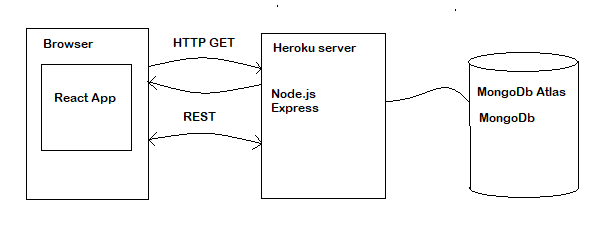 Browser
React App
HTTP GET
REST
Heroku server
Node.js
Express
MongoDb Atlas
MongoDb